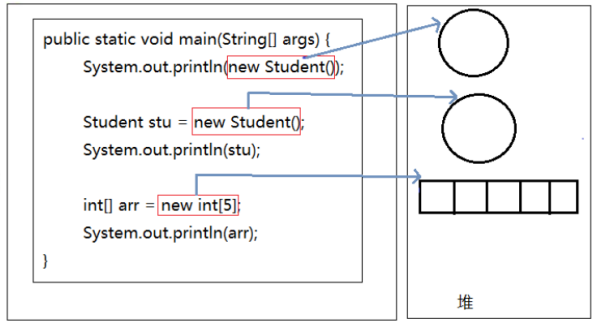 public static void main(String[] args) {
System.out.println(new Student());
Student stu = new Student();
System.out.println(stu);
int[] arr = new int[5];
System.out.println(arr);
}
堆